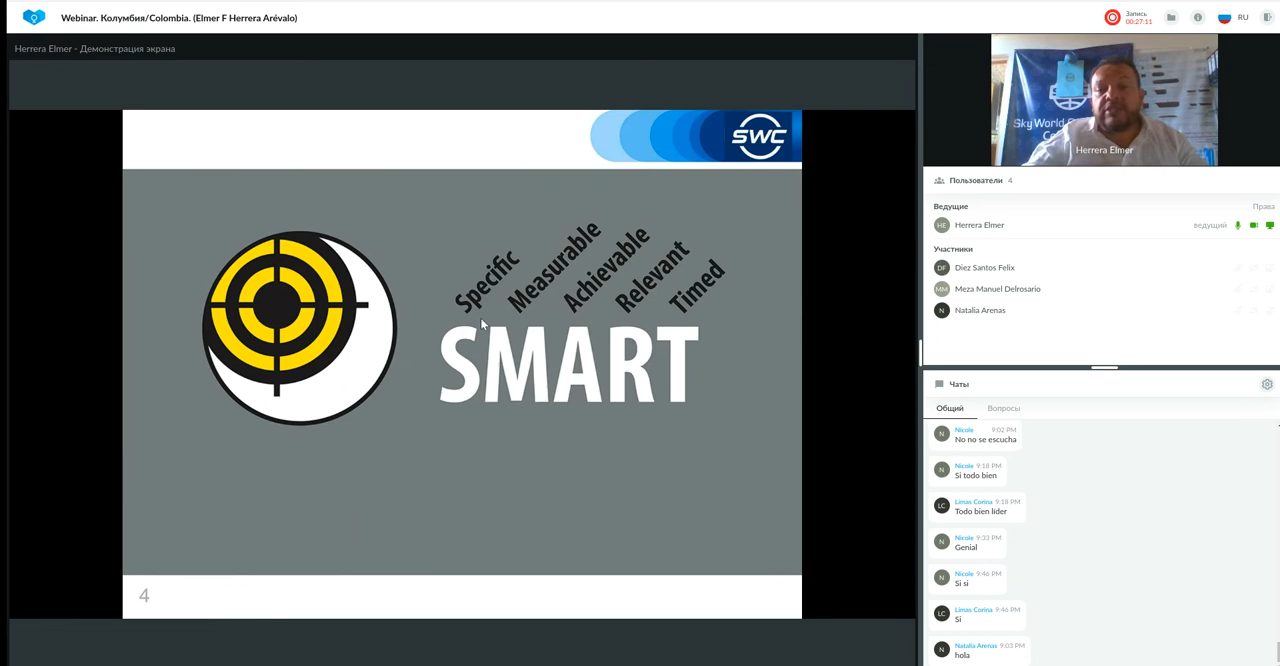 Webinar. Колумбия/Colombia. (Elmer F Herrera Arévalo)
Запись
00:27:11
RU
Herrera Elmer - Демонстрация экрана
SWC
Specific
Measurable
Achievable
Relevant
Timed
SMART
4
Sky World
Herrera Elmer
Пользователи 4
Ведущие
Права
HE
Herrera Elmer
ведущий
Участники
DF
Diez Santos Felix
MM
Meza Manuel Delrosario
N
Natalia Arenas
Чаты
Общий
Вопросы
N
Nicole 9:02 PM
No no se escucha
N
Nicole 9:18 PM
Si todo bien
LC
Limas Corina 9:18 PM
Todo bien líder
N
Nicole 9:33 PM
Genial
N
Nicole 9:46 PM
Si si
LC
Limas Corina 9:46 PM
Si
N
Natalia Arenas 9:03 PM
hola